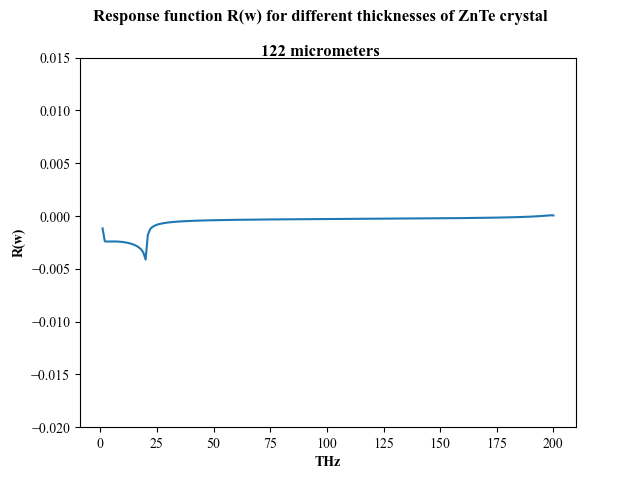 Response function R(w) for different thicknesses of ZnTe crystal
122 micrometers
0.015
0.010
0.005
0.000
−0.005
−0.010
−0.015
−0.020
R(w)
0 25 50 75 100 125 150 175 200
THz